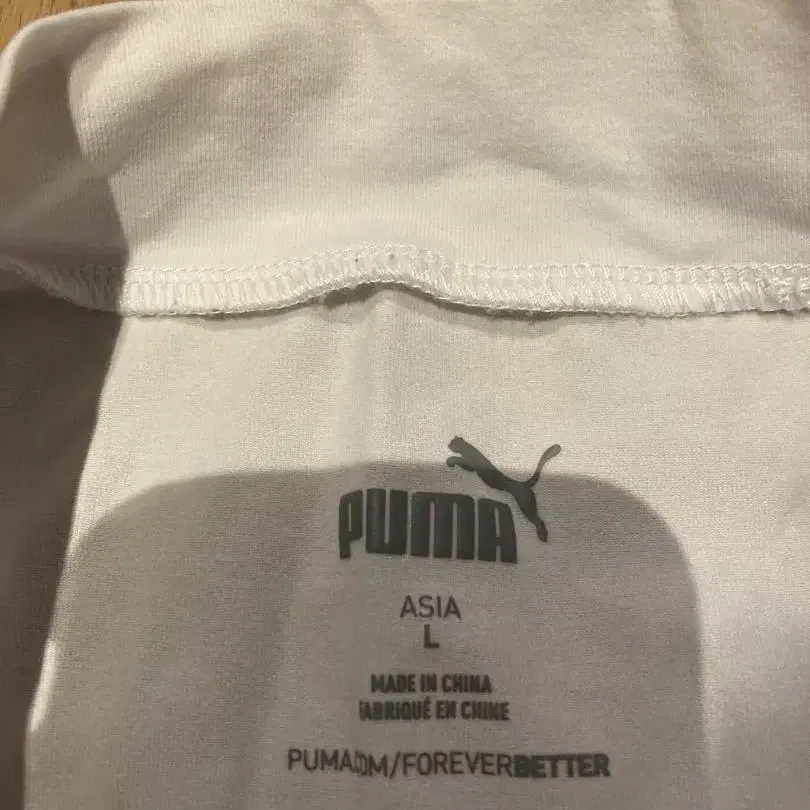 PUMA
ASIA
L
MADE IN CHINA
FABRIQUÉ EN CHINE
PUMA.COM/FOREVERBETTER